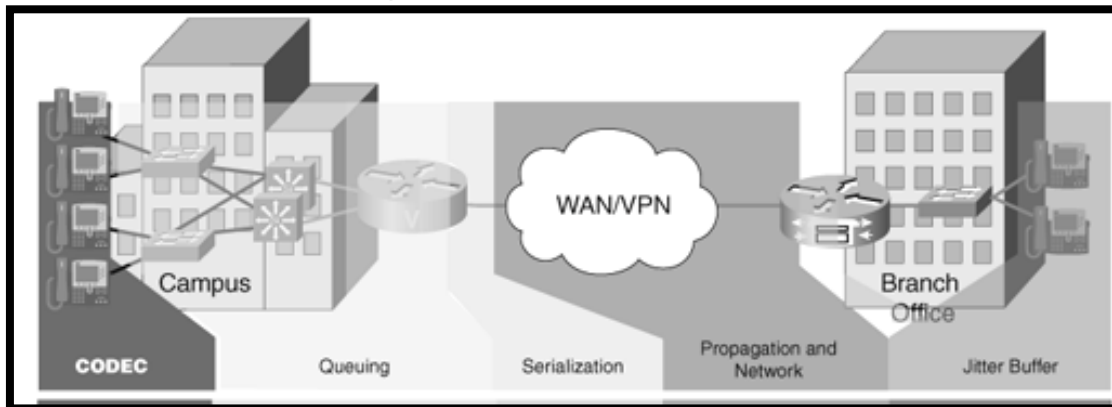 WAN/VPN
V
Campus
Branch
Office
CODEC
Queuing
Serialization
Propagation and
Network
Jitter Buffer